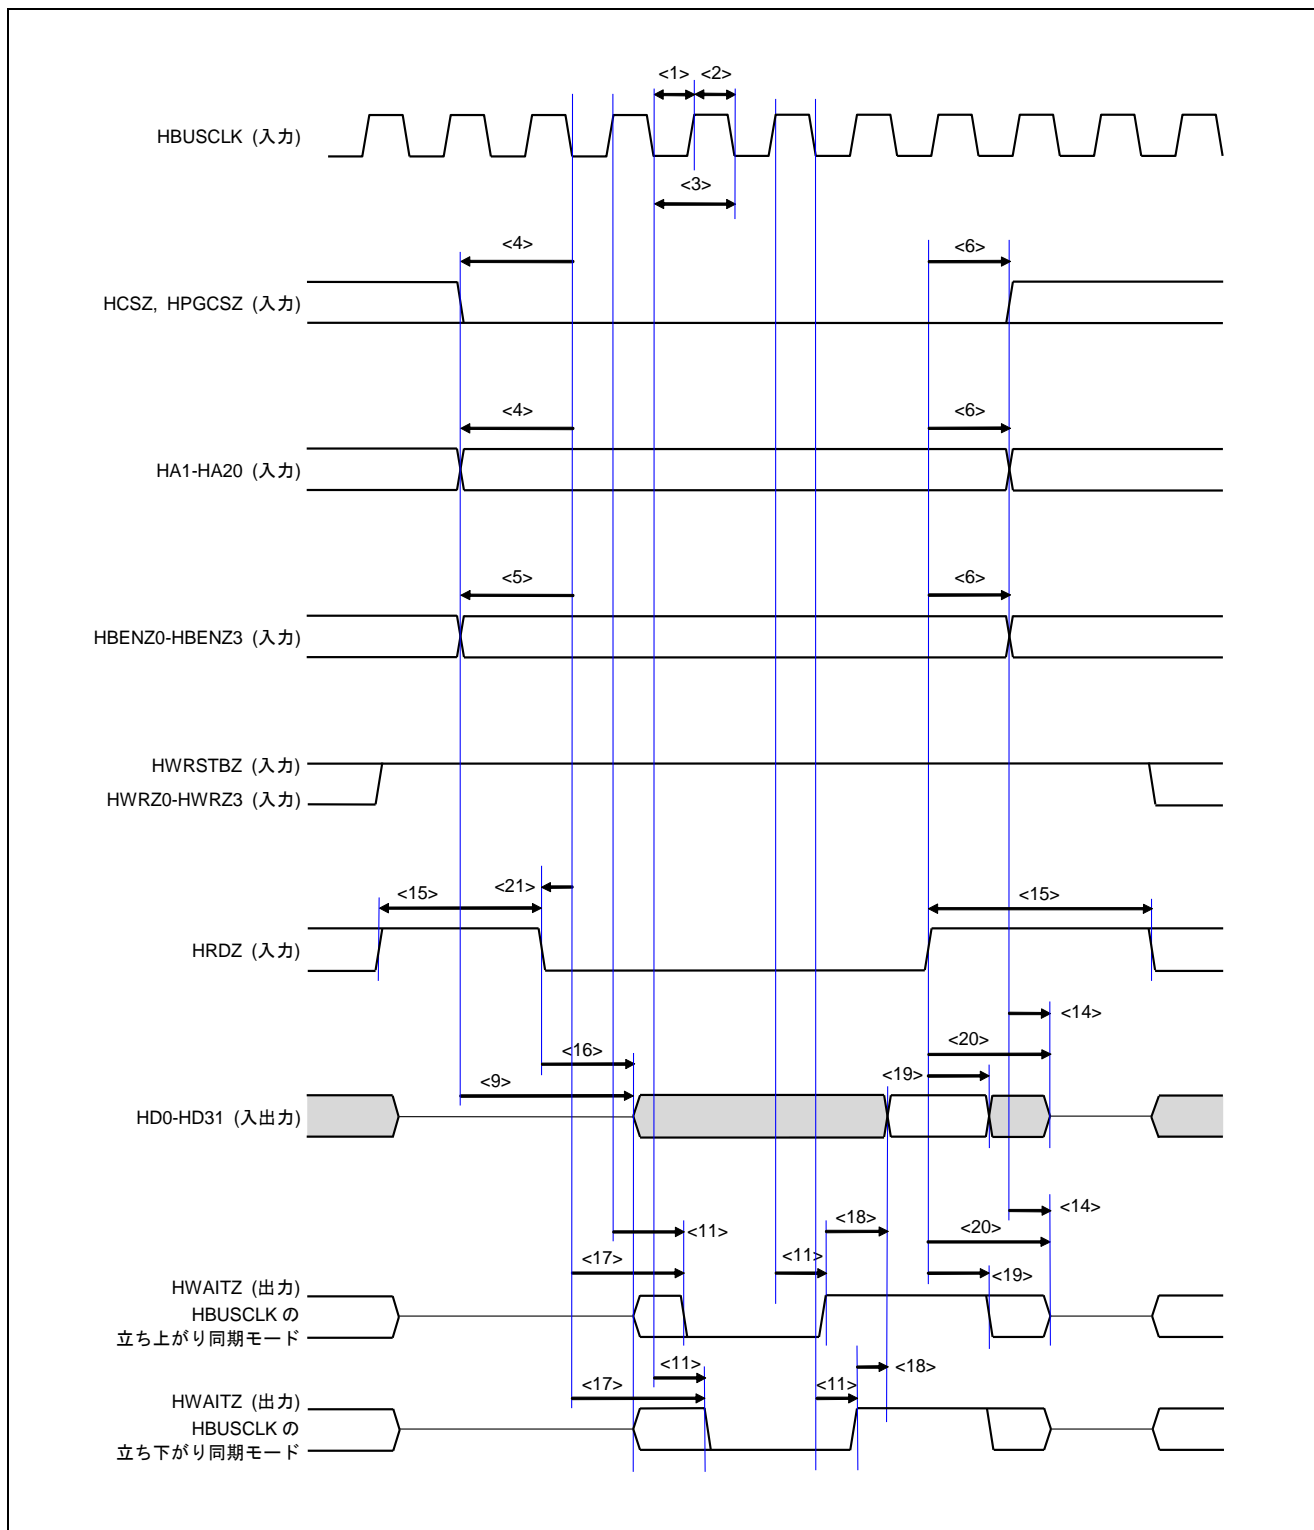 <1> <2>
HBUSCLK (入力)
<3>
<4> <6>
HCSZ, HPGCSZ (入力)
<4> <6>
HA1-HA20 (入力)
<5> <6>
HBENZ0-HBENZ3 (入力)
HWRSTBZ (入力)
HWRZ0-HWRZ3 (入力)
<15> <21> <15>
HRDZ (入力)
<14>
<16> <20>
<9> <19>
HD0-HD31 (入出力)
<14>
<11> <18> <20>
<17> <11> <19>
HWAITZ (出力)
HBUSCLK の
立ち上がり同期モード
<11> <18>
<17> <11>
HWAITZ (出力)
HBUSCLK の
立ち下がり同期モード